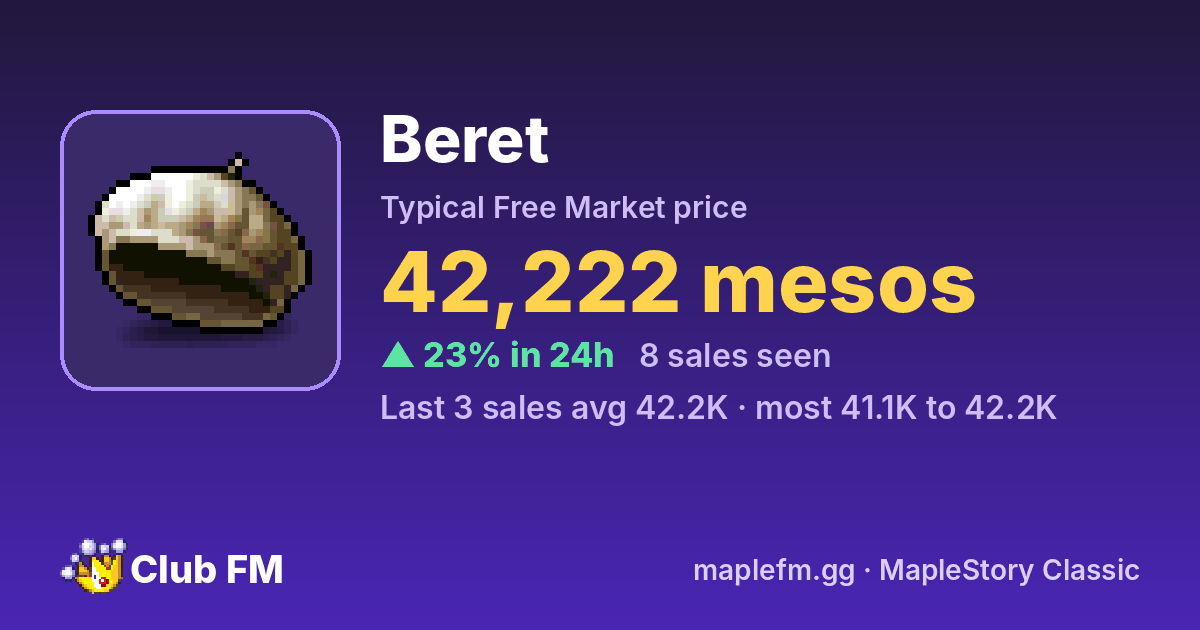 Beret
Typical Free Market price
42,222 mesos
▲ 23% in 24h 8 sales seen
Last 3 sales avg 42.2K · most 41.1K to 42.2K
Club FM
maplefm.gg · MapleStory Classic